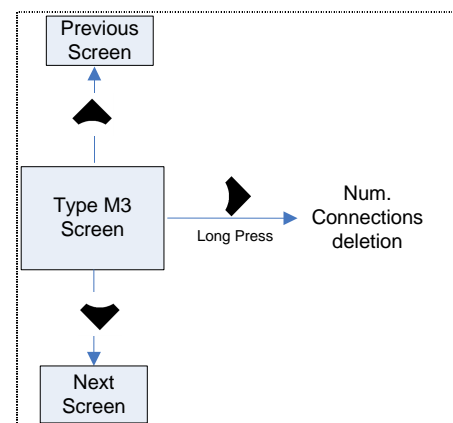 Previous
Screen
Type M3
Screen
Long Press
Num.
Connections
deletion
Next
Screen